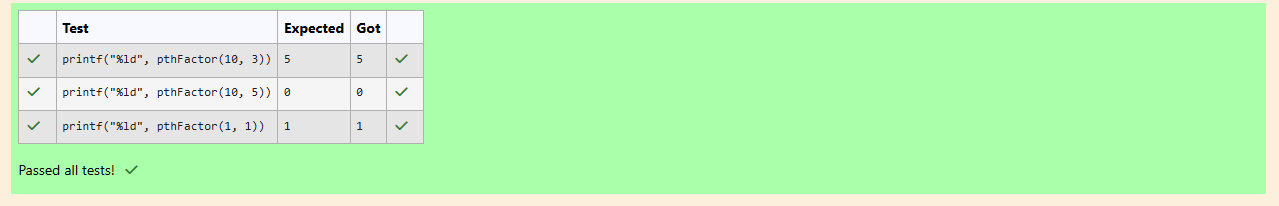 Test Expected Got
printf("%ld", pthFactor(10, 3)) 5 5
printf("%ld", pthFactor(10, 5)) 0 0
printf("%ld", pthFactor(1, 1)) 1 1
Passed all tests!